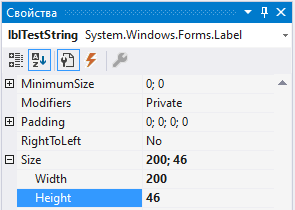 Свойства
lblTestString System.Windows.Forms.Label
MinimumSize 0; 0
Modifiers Private
Padding 0; 0; 0; 0
RightToLeft No
Size 200; 46
Width 200
Height 46